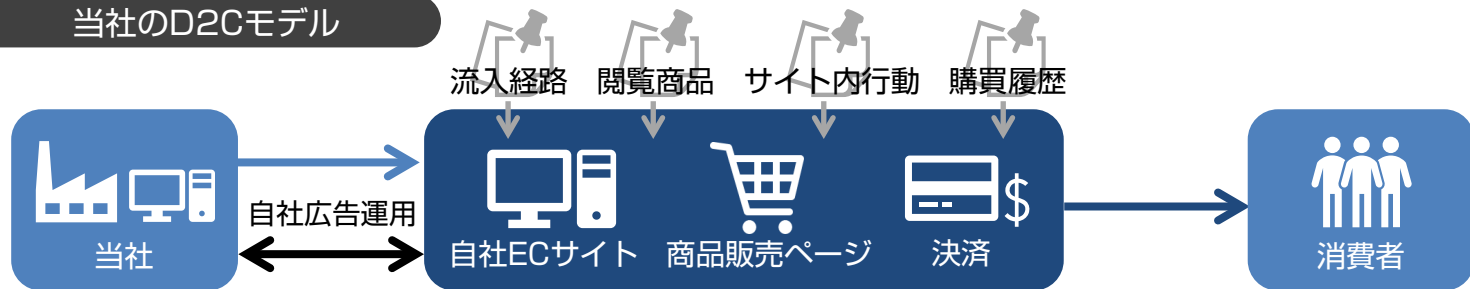 当社のD2Cモデル
流入経路 閲覧商品 サイト内行動 購買履歴
自社広告運用
$
当社 自社ECサイト 商品販売ページ 決済 消費者